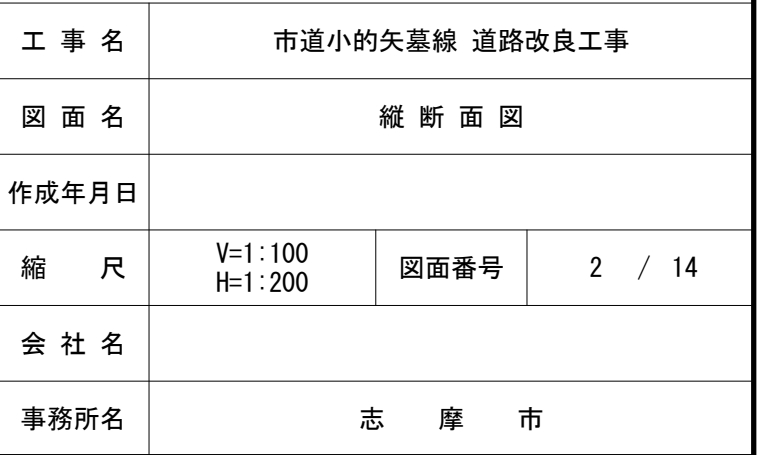 工 事 名 市道小的矢墓線 道路改良工事
図 面 名 縦 断 面 図
作成年月日
縮 尺 V=1:100 図面番号 2 / 14
H=1:200
会 社 名
事務所名 志 摩 市